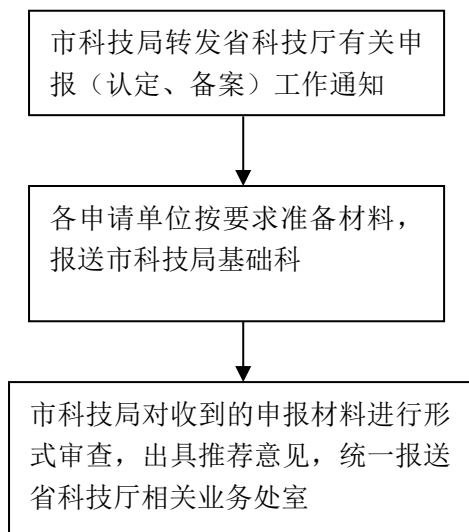 市科技局转发省科技厅有关申
报（认定、备案）工作通知
各申请单位按要求准备材料，
报送市科技局基础科
市科技局对收到的申报材料进行形
式审查，出具推荐意见，统一报送
省科技厅相关业务处室